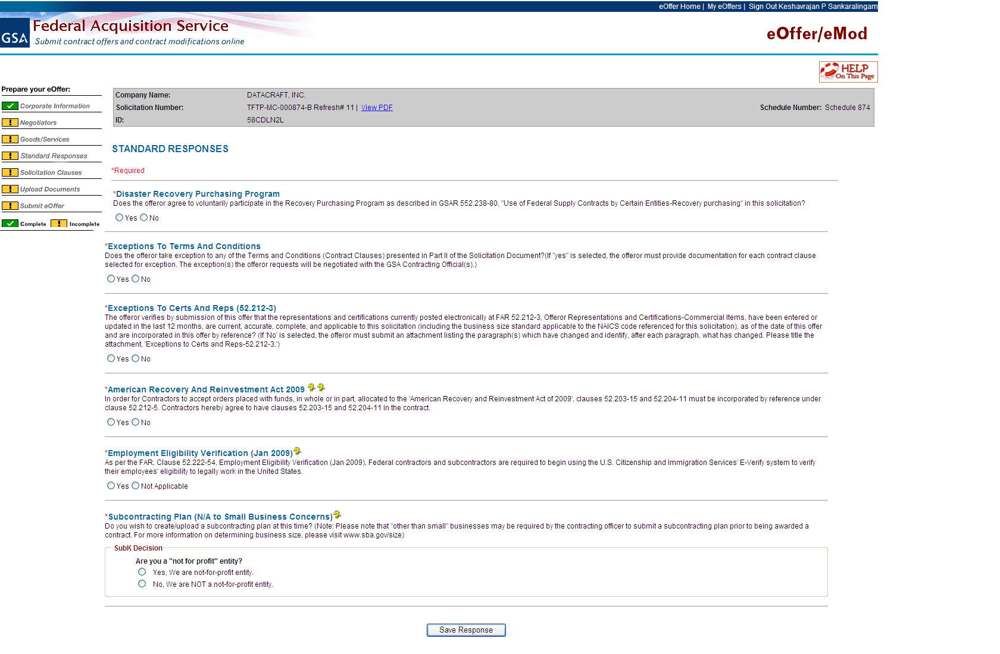 eOffer Home | My eOffers | Sign Out Keshavrajan P Sankaralingam
GSA
Federal Acquisition Service
Submit contract offers and contract modifications online
eOffer/eMod
HELP
On This Page
Prepare your eOffer:
Corporate Information
Negotiators
Goods/Services
Standard Responses
Solicitation Clauses
Upload Documents
Submit eOffer
Complete Incomplete
Company Name: DATACRAFT, INC.
Solicitation Number: TFTP-MC-000874-B Refresh# 11 | View PDF Schedule Number: Schedule 874
ID: 58CDLN2L
STANDARD RESPONSES
*Required
*Disaster Recovery Purchasing Program
Does the offeror agree to voluntarily participate in the Recovery Purchasing Program as described in GSAR 552.238-80, "Use of Federal Supply Contracts by Certain Entities-Recovery purchasing" in this solicitation?
Yes No
*Exceptions To Terms And Conditions
Does the offeror take exception to any of the Terms and Conditions (Contract Clauses) presented in Part II of the Solicitation Document?(If "yes" is selected, the offeror must provide documentation for each contract clause
selected for exception. The exception(s) the offeror requests will be negotiated with the GSA Contracting Official(s).)
Yes No
*Exceptions To Certs And Reps (52.212-3)
The offeror verifies by submission of this offer that the representations and certifications currently posted electronically at FAR 52.212-3, Offeror Representations and Certifications-Commercial Items, have been entered or
updated in the last 12 months, are current, accurate, complete, and applicable to this solicitation (including the business size standard applicable to the NAICS code referenced for this solicitation), as of the date of this offer
and are incorporated in this offer by reference? (If 'No' is selected, the offeror must submit an attachment listing the paragraph(s) which have changed and identify, after each paragraph, what has changed. Please title the
attachment, 'Exceptions to Certs and Reps-52.212-3.')
Yes No
*American Recovery And Reinvestment Act 2009
In order for Contractors to accept orders placed with funds, in whole or in part, allocated to the 'American Recovery and Reinvestment Act of 2009', clauses 52.203-15 and 52.204-11 must be incorporated by reference under
clause 52.212-5. Contractors hereby agree to have clauses 52.203-15 and 52.204-11 in the contract.
Yes No
*Employment Eligibility Verification (Jan 2009)
As per the FAR, Clause 52.222-54, Employment Eligibility Verification (Jan 2009), Federal contractors and subcontractors are required to begin using the U.S. Citizenship and Immigration Services' E-Verify system to verify
their employees' eligibility to legally work in the United States.
Yes Not Applicable
*Subcontracting Plan (N/A to Small Business Concerns)
Do you wish to create/upload a subcontracting plan at this time? (Note: Please note that "other than small" businesses may be required by the contracting officer to submit a subcontracting plan prior to being awarded a
contract. For more information on determining business size, please visit www.sba.gov/size)
SubK Decision
Are you a "not for profit" entity?
Yes, We are not-for-profit entity.
No, We are NOT a not-for-profit entity.
Save Response